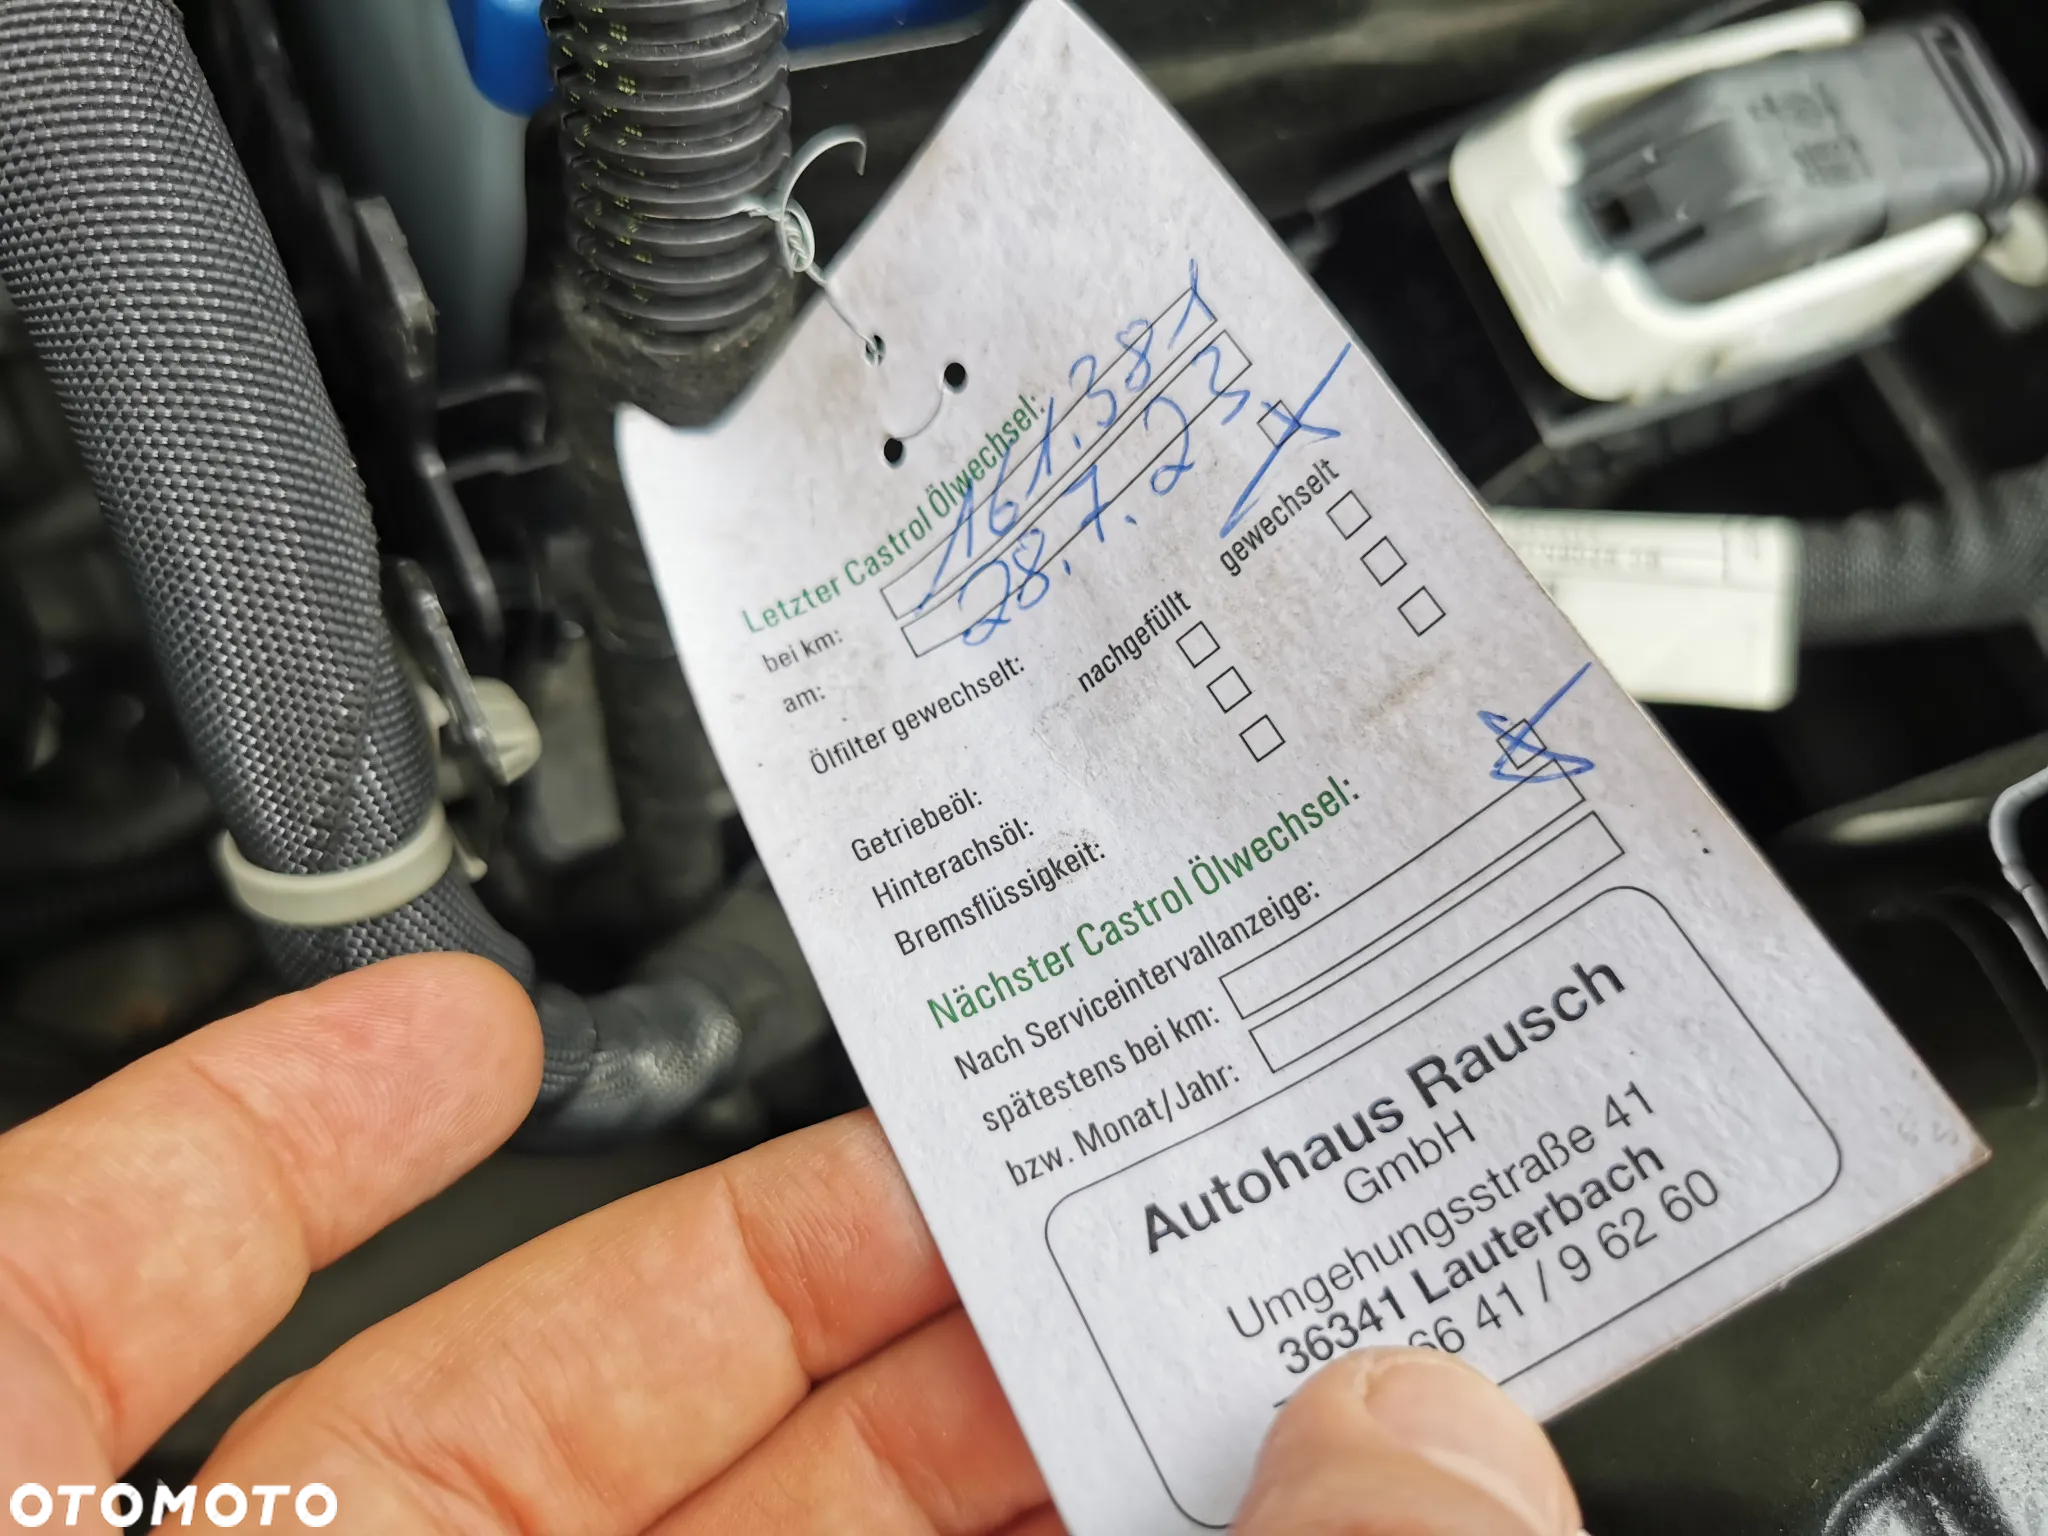 Letzter Castrol Ölwechsel:
bei km: 161.381
am: 28.7.23
Ölfilter gewechselt:
nachgefüllt gewechselt
Getriebeöl:
Hinterachsöl:
Bremsflüssigkeit:
Nächster Castrol Ölwechsel:
Nach Serviceintervallanzeige:
spätestens bei km:
bzw. Monat/Jahr:
Autohaus Rausch
GmbH
Umgehungsstraße 41
36341 Lauterbach
66 41 / 9 62 60
OTOMOTO